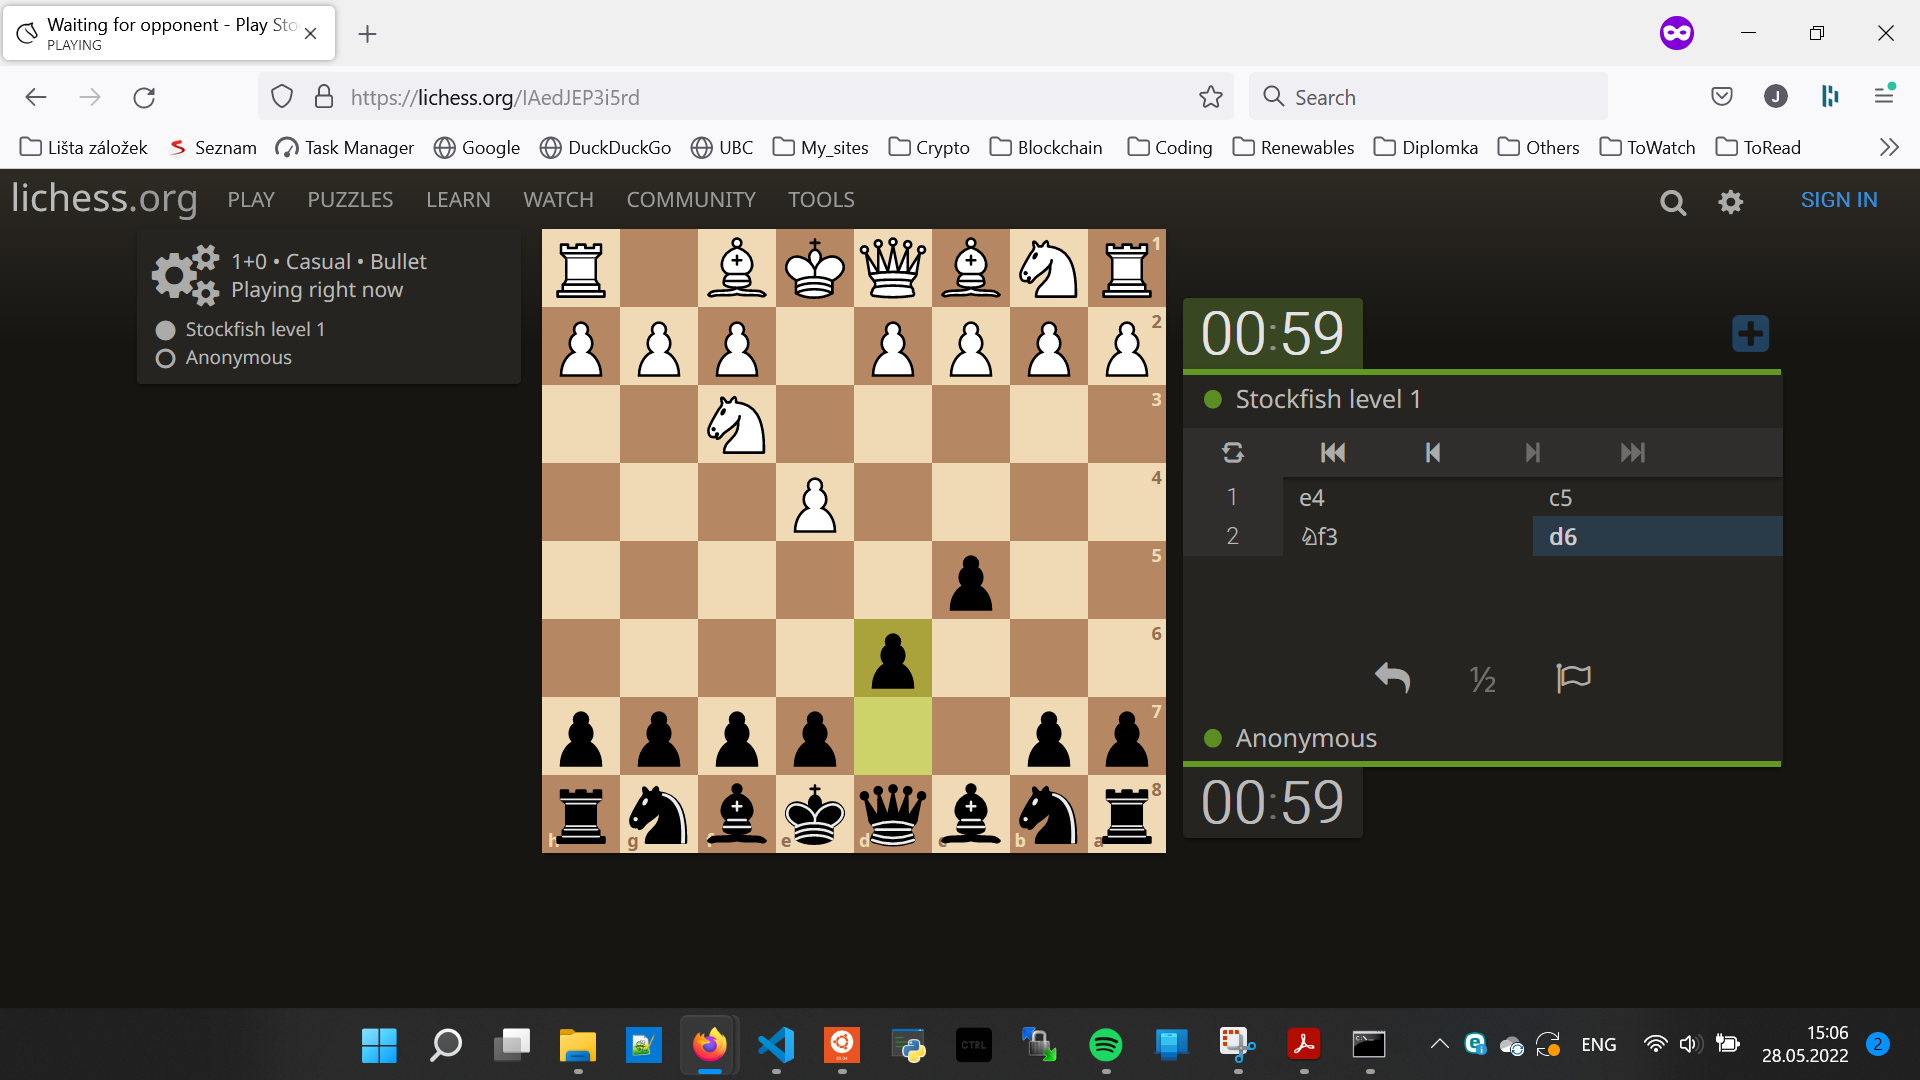 Waiting for opponent - Play Sto
PLAYING
https://lichess.org/IAedJEP3i5rd
Search
J
Lišta záložek
Seznam
Task Manager
Google
DuckDuckGo
UBC
My_sites
Crypto
Blockchain
Coding
Renewables
Diplomka
Others
ToWatch
ToRead
lichess.org
PLAY
PUZZLES
LEARN
WATCH
COMMUNITY
TOOLS
SIGN IN
1+0 • Casual • Bullet
Playing right now
Stockfish level 1
Anonymous
1
2
3
4
5
6
7
8
h
g
f
e
d
c
b
a
00:59
Stockfish level 1
1 e4 c5
2 ♘f3 d6
½
Anonymous
00:59
CTRL
ENG
15:06
28.05.2022
2